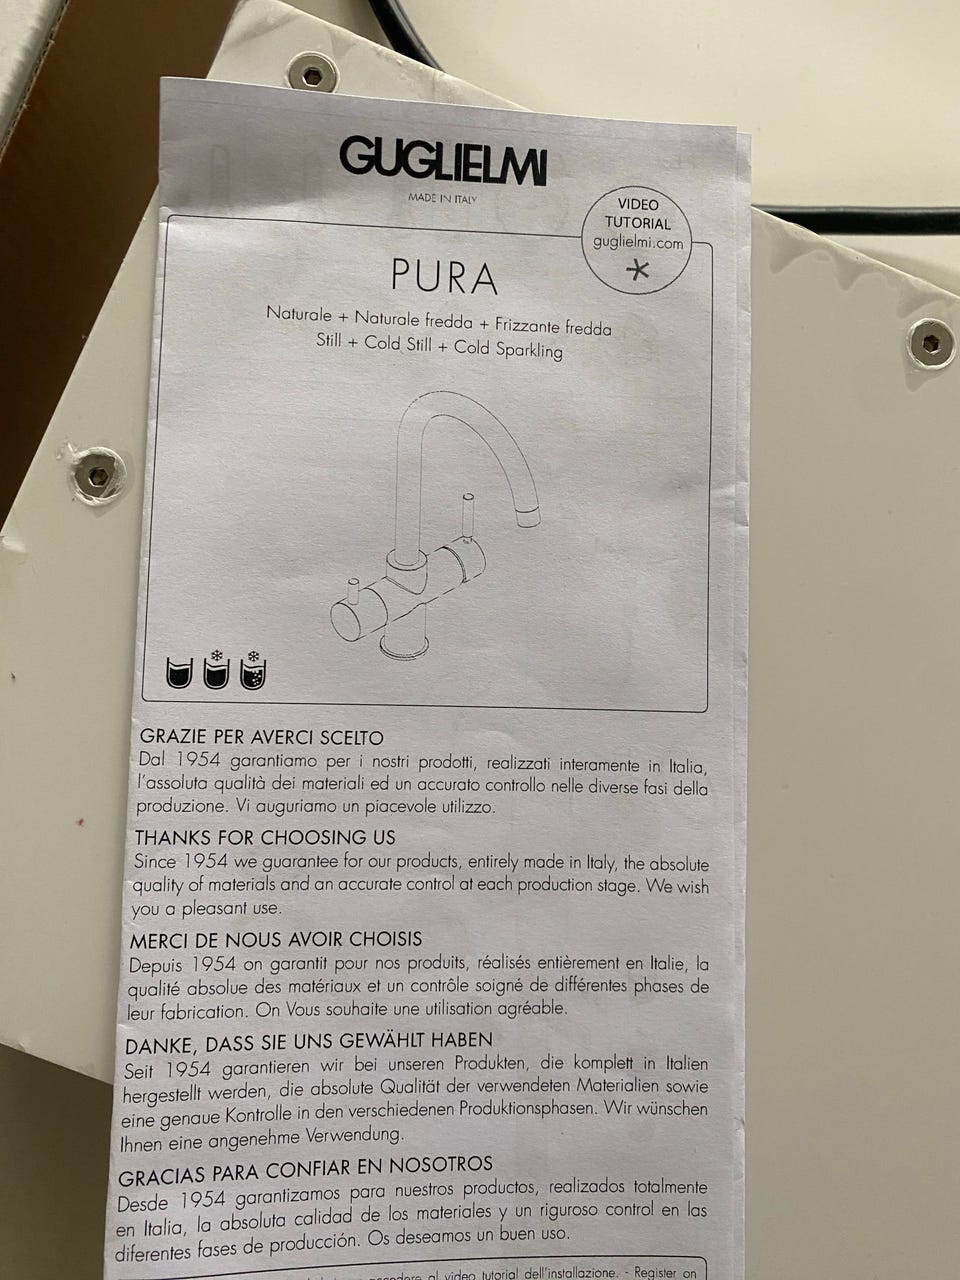 GUGLIELMI
MADE IN ITALY
VIDEO
TUTORIAL
guglielmi.com
PURA
Naturale + Naturale fredda + Frizzante fredda
Still + Cold Still + Cold Sparkling
GRAZIE PER AVERCI SCELTO
Dal 1954 garantiamo per i nostri prodotti, realizzati interamente in Italia,
l'assoluta qualità dei materiali ed un accurato controllo nelle diverse fasi della
produzione. Vi auguriamo un piacevole utilizzo.
THANKS FOR CHOOSING US
Since 1954 we guarantee for our products, entirely made in Italy, the absolute
quality of materials and an accurate control at each production stage. We wish
you a pleasant use.
MERCI DE NOUS AVOIR CHOISIS
Depuis 1954 on garantit pour nos produits, réalisés entièrement en Italie, la
qualité absolue des matériaux et un contrôle soigné de différentes phases de
leur fabrication. On Vous souhaite une utilisation agréable.
DANKE, DASS SIE UNS GEWÄHLT HABEN
Seit 1954 garantieren wir bei unseren Produkten, die komplett in Italien
hergestellt werden, die absolute Qualität der verwendeten Materialien sowie
eine genaue Kontrolle in den verschiedenen Produktionsphasen. Wir wünschen
Ihnen eine angenehme Verwendung.
GRACIAS PARA CONFIAR EN NOSOTROS
Desde 1954 garantizamos para nuestros productos, realizados totalmente
en Italia, la absoluta calidad de los materiales y un riguroso control en las
diferentes fases de producción. Os deseamos un buen uso.
al video tutorial dell'installazione. - Register on